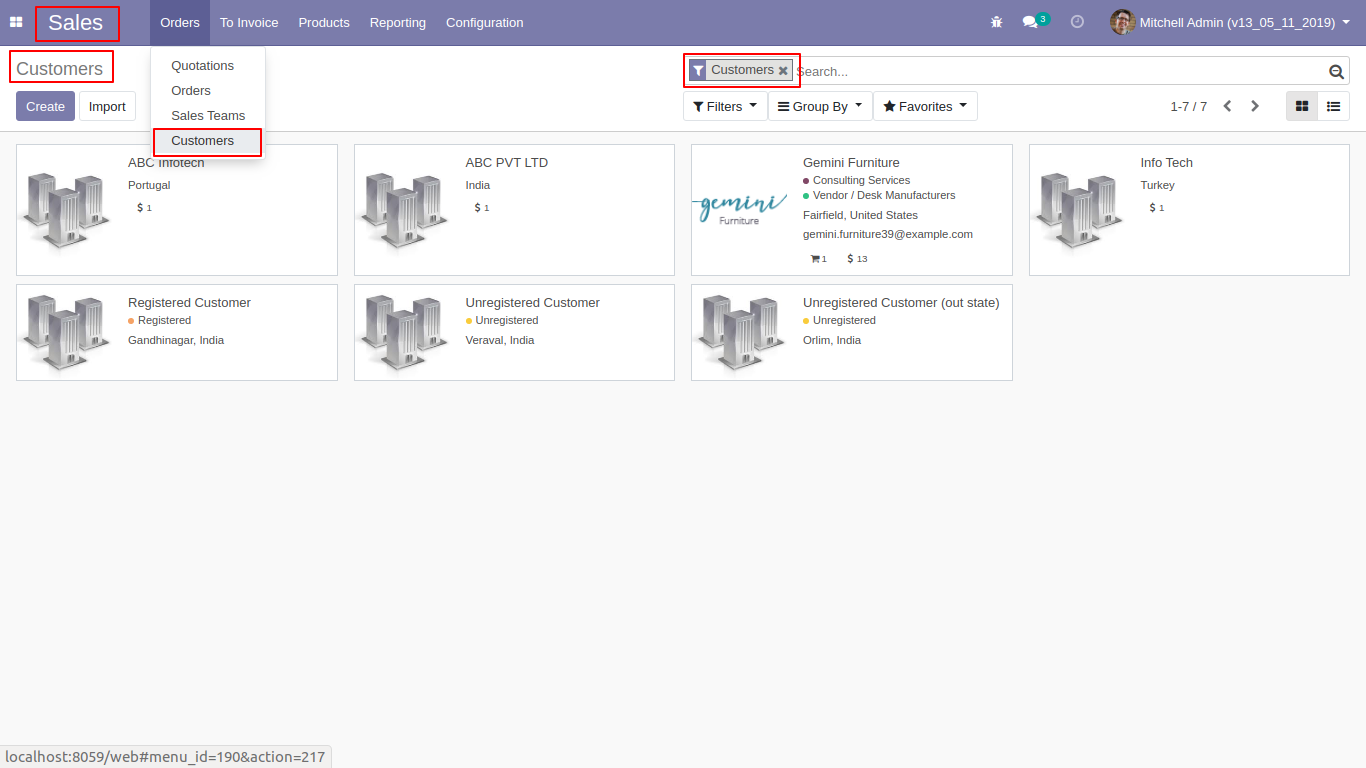 Sales
Orders
To Invoice
Products
Reporting
Configuration
3
Mitchell Admin (v13_05_11_2019)
Customers
Quotations
Orders
Sales Teams
Customers
Customers
Search...
Create
Import
Filters
Group By
Favorites
1-7 / 7
ABC Infotech
Portugal
$ 1
ABC PVT LTD
India
$ 1
gemini
Furniture
Gemini Furniture
Consulting Services
Vendor / Desk Manufacturers
Fairfield, United States
gemini.furniture39@example.com
1
$ 13
Info Tech
Turkey
$ 1
Registered Customer
Registered
Gandhinagar, India
Unregistered Customer
Unregistered
Veraval, India
Unregistered Customer (out state)
Unregistered
Orlim, India
localhost:8059/web#menu_id=190&action=217